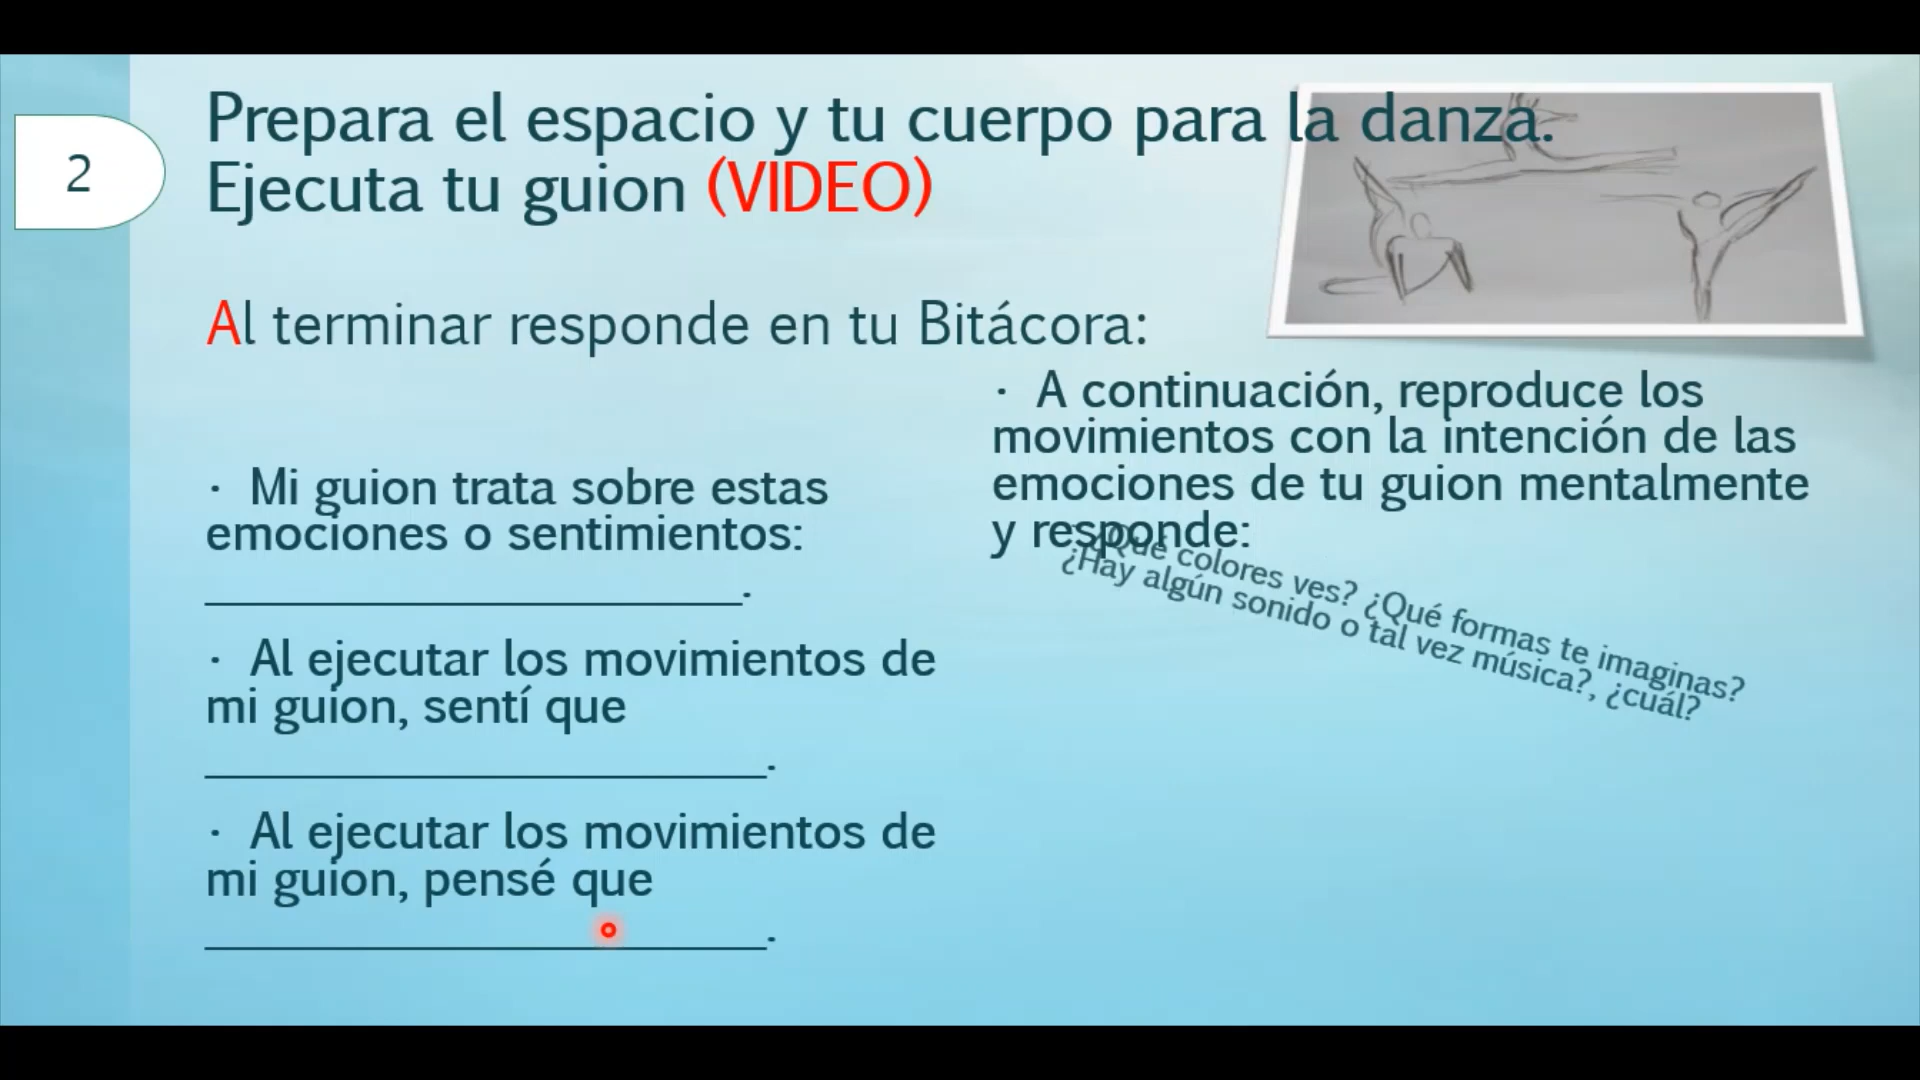 2
Prepara el espacio y tu cuerpo para la danza.
Ejecuta tu guion (VIDEO)
Al terminar responde en tu Bitácora:
· Mi guion trata sobre estas
emociones o sentimientos:
______________________.
· Al ejecutar los movimientos de
mi guion, sentí que
_______________________.
· Al ejecutar los movimientos de
mi guion, pensé que
_______________________.
· A continuación, reproduce los
movimientos con la intención de las
emociones de tu guion mentalmente
y responde:
¿Qué colores ves? ¿Qué formas te imaginas?
¿Hay algún sonido o tal vez música?, ¿cuál?